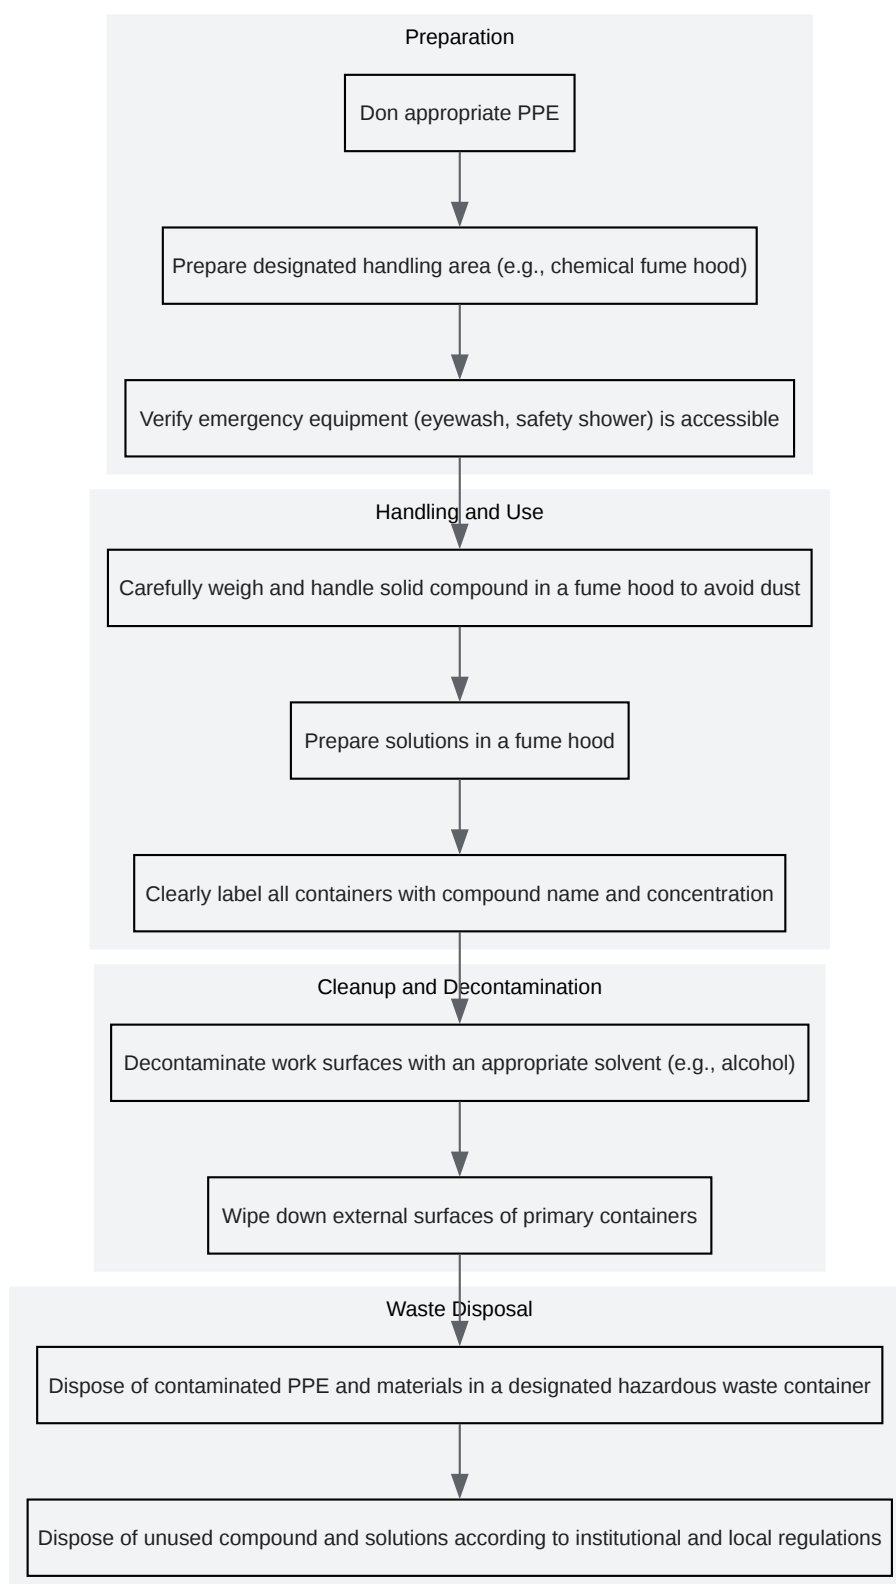 Preparation
Don appropriate PPE
Prepare designated handling area (e.g., chemical fume hood)
Verify emergency equipment (eyewash, safety shower) is accessible
Handling and Use
Carefully weigh and handle solid compound in a fume hood to avoid dust
Prepare solutions in a fume hood
Clearly label all containers with compound name and concentration
Cleanup and Decontamination
Decontaminate work surfaces with an appropriate solvent (e.g., alcohol)
Wipe down external surfaces of primary containers
Waste Disposal
Dispose of contaminated PPE and materials in a designated hazardous waste container
Dispose of unused compound and solutions according to institutional and local regulations